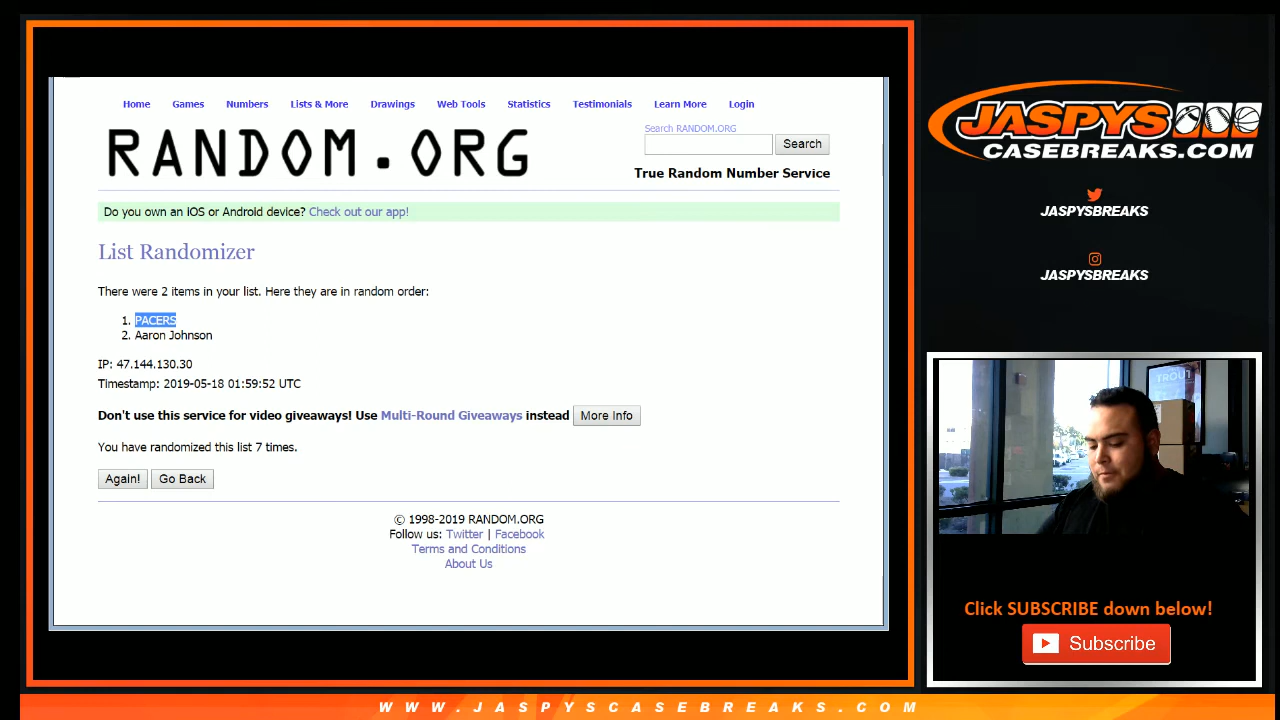 Home Games Numbers Lists & More Drawings Web Tools Statistics Testimonials Learn More Login
RANDOM.ORG
Search RANDOM.ORG
Search
True Random Number Service
Do you own an iOS or Android device? Check out our app!
List Randomizer
There were 2 items in your list. Here they are in random order:
1. PACERS
2. Aaron Johnson
IP: 47.144.130.30
Timestamp: 2019-05-18 01:59:52 UTC
Don't use this service for video giveaways! Use Multi-Round Giveaways instead More Info
You have randomized this list 7 times.
Again! Go Back
© 1998-2019 RANDOM.ORG
Follow us: Twitter | Facebook
Terms and Conditions
About Us
JASPYS
CASEBREAKS.COM
JASPYSBREAKS
JASPYSBREAKS
TROUT
Click SUBSCRIBE down below!
Subscribe
WWW.JASPYSCASEBREAKS.COM